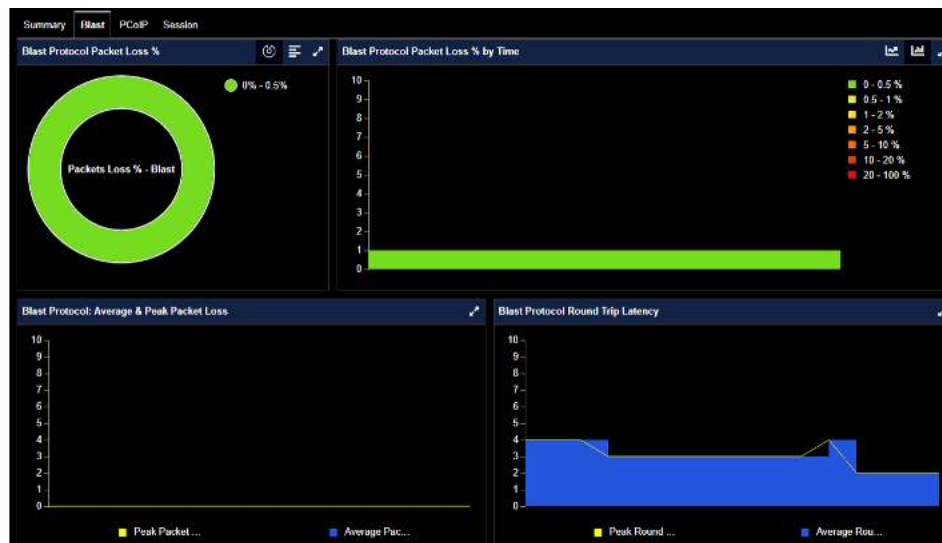 Summary Blast PCoIP Session
Blast Protocol Packet Loss %
0% - 0.5%
Packets Loss % - Blast
Blast Protocol Packet Loss % by Time
10
9
8
7
6
5
4
3
2
1
0
0 - 0.5 %
0.5 - 1 %
1 - 2 %
2 - 5 %
5 - 10 %
10 - 20 %
20 - 100 %
Blast Protocol: Average & Peak Packet Loss
10
9
8
7
6
5
4
3
2
1
0
Peak Packet ... Average Pac...
Blast Protocol Round Trip Latency
10
9
8
7
6
5
4
3
2
1
0
Peak Round ... Average Rou...